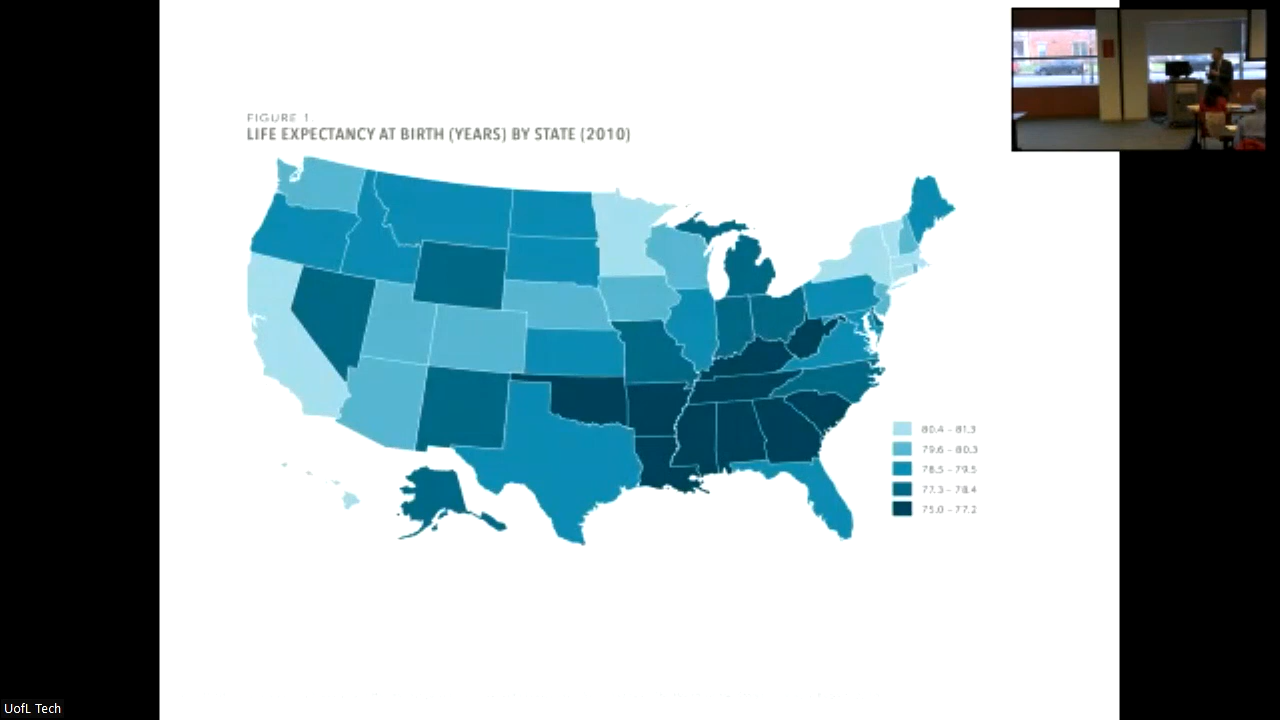 FIGURE 1.
LIFE EXPECTANCY AT BIRTH (YEARS) BY STATE (2010)
80.4 - 81.3
79.6 - 80.3
78.5 - 79.5
77.3 - 78.4
75.0 - 77.2
UofL Tech